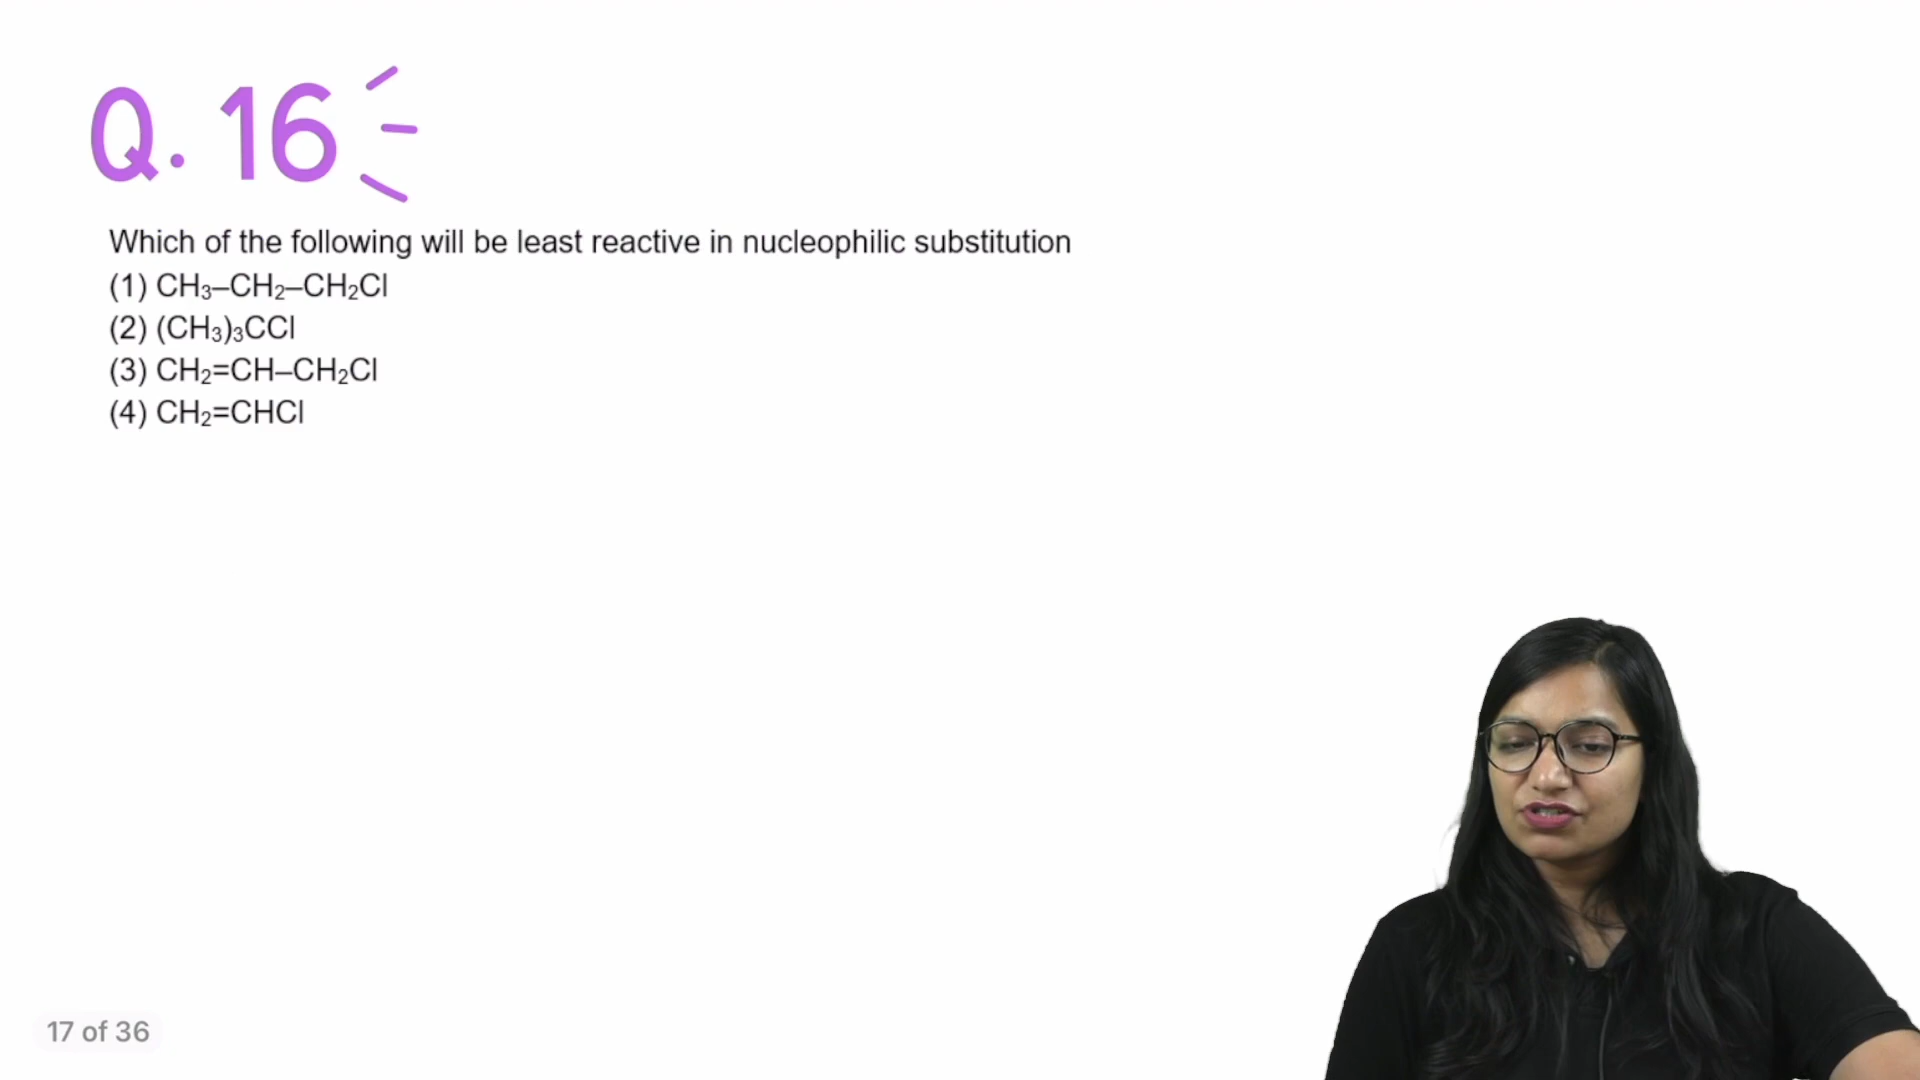 Q. 16
Which of the following will be least reactive in nucleophilic substitution
(1) CH₃–CH₂–CH₂Cl
(2) (CH₃)₃CCl
(3) CH₂=CH–CH₂Cl
(4) CH₂=CHCl
17 of 36